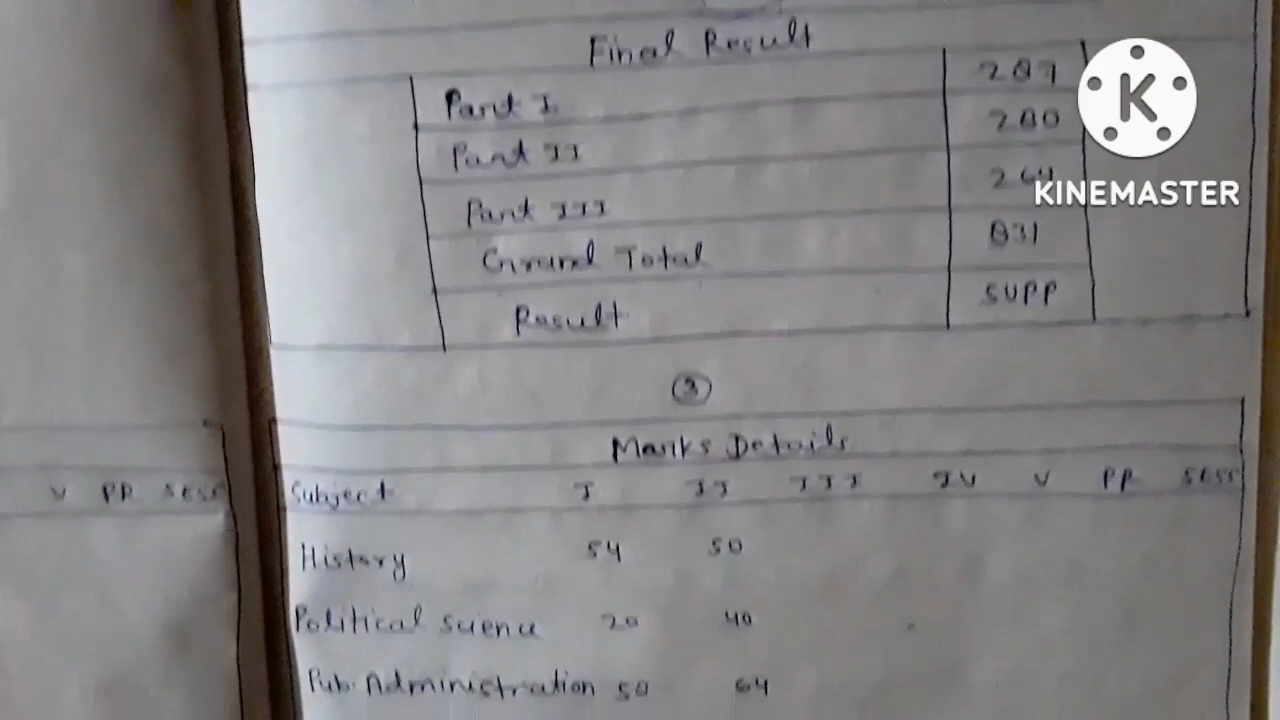 Final Result
Part I 287
Part II 280
Part III 264
Grand Total 831
Result SUPP
K
KINEMASTER
3
Marks Details
V PP SESS
Subject I II III IV V PP SESS
History 54 50
Political science 20 40
Pub. Administration 50 64